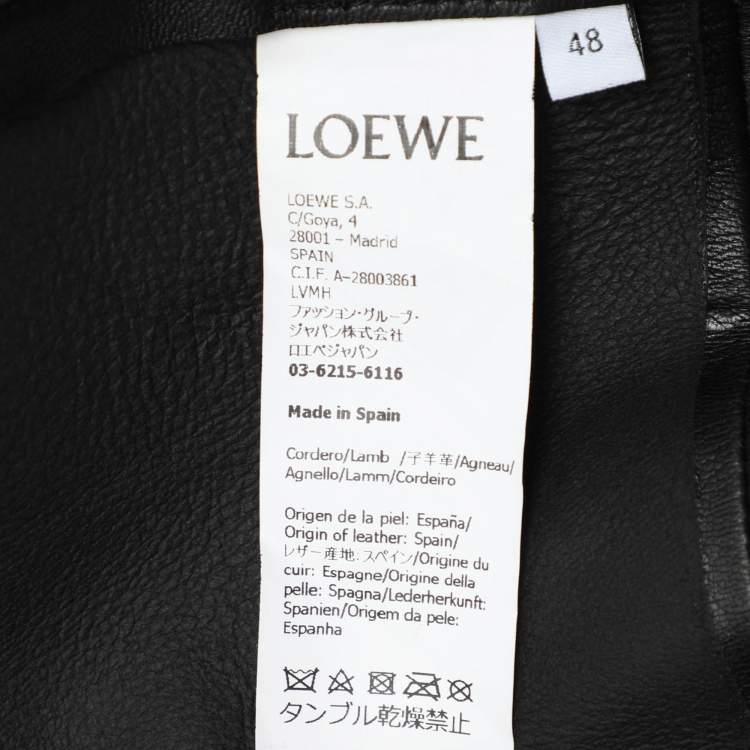 48
LOEWE
LOEWE S.A.
C/Goya, 4
28001 – Madrid
SPAIN
C.I.F. A-28003861
LVMH
ファッション・グループ・
ジャパン株式会社
ロエベジャパン
03-6215-6116
Made in Spain
Cordero/Lamb /子羊革/Agneau/
Agnello/Lamm/Cordeiro
Origen de la piel: España/
Origin of leather: Spain/
レザー産地:スペイン/Origine du
cuir: Espagne/Origine della
pelle: Spagna/Lederherkunft:
Spanien/Origem da pele:
Espanha
タンブル乾燥禁止